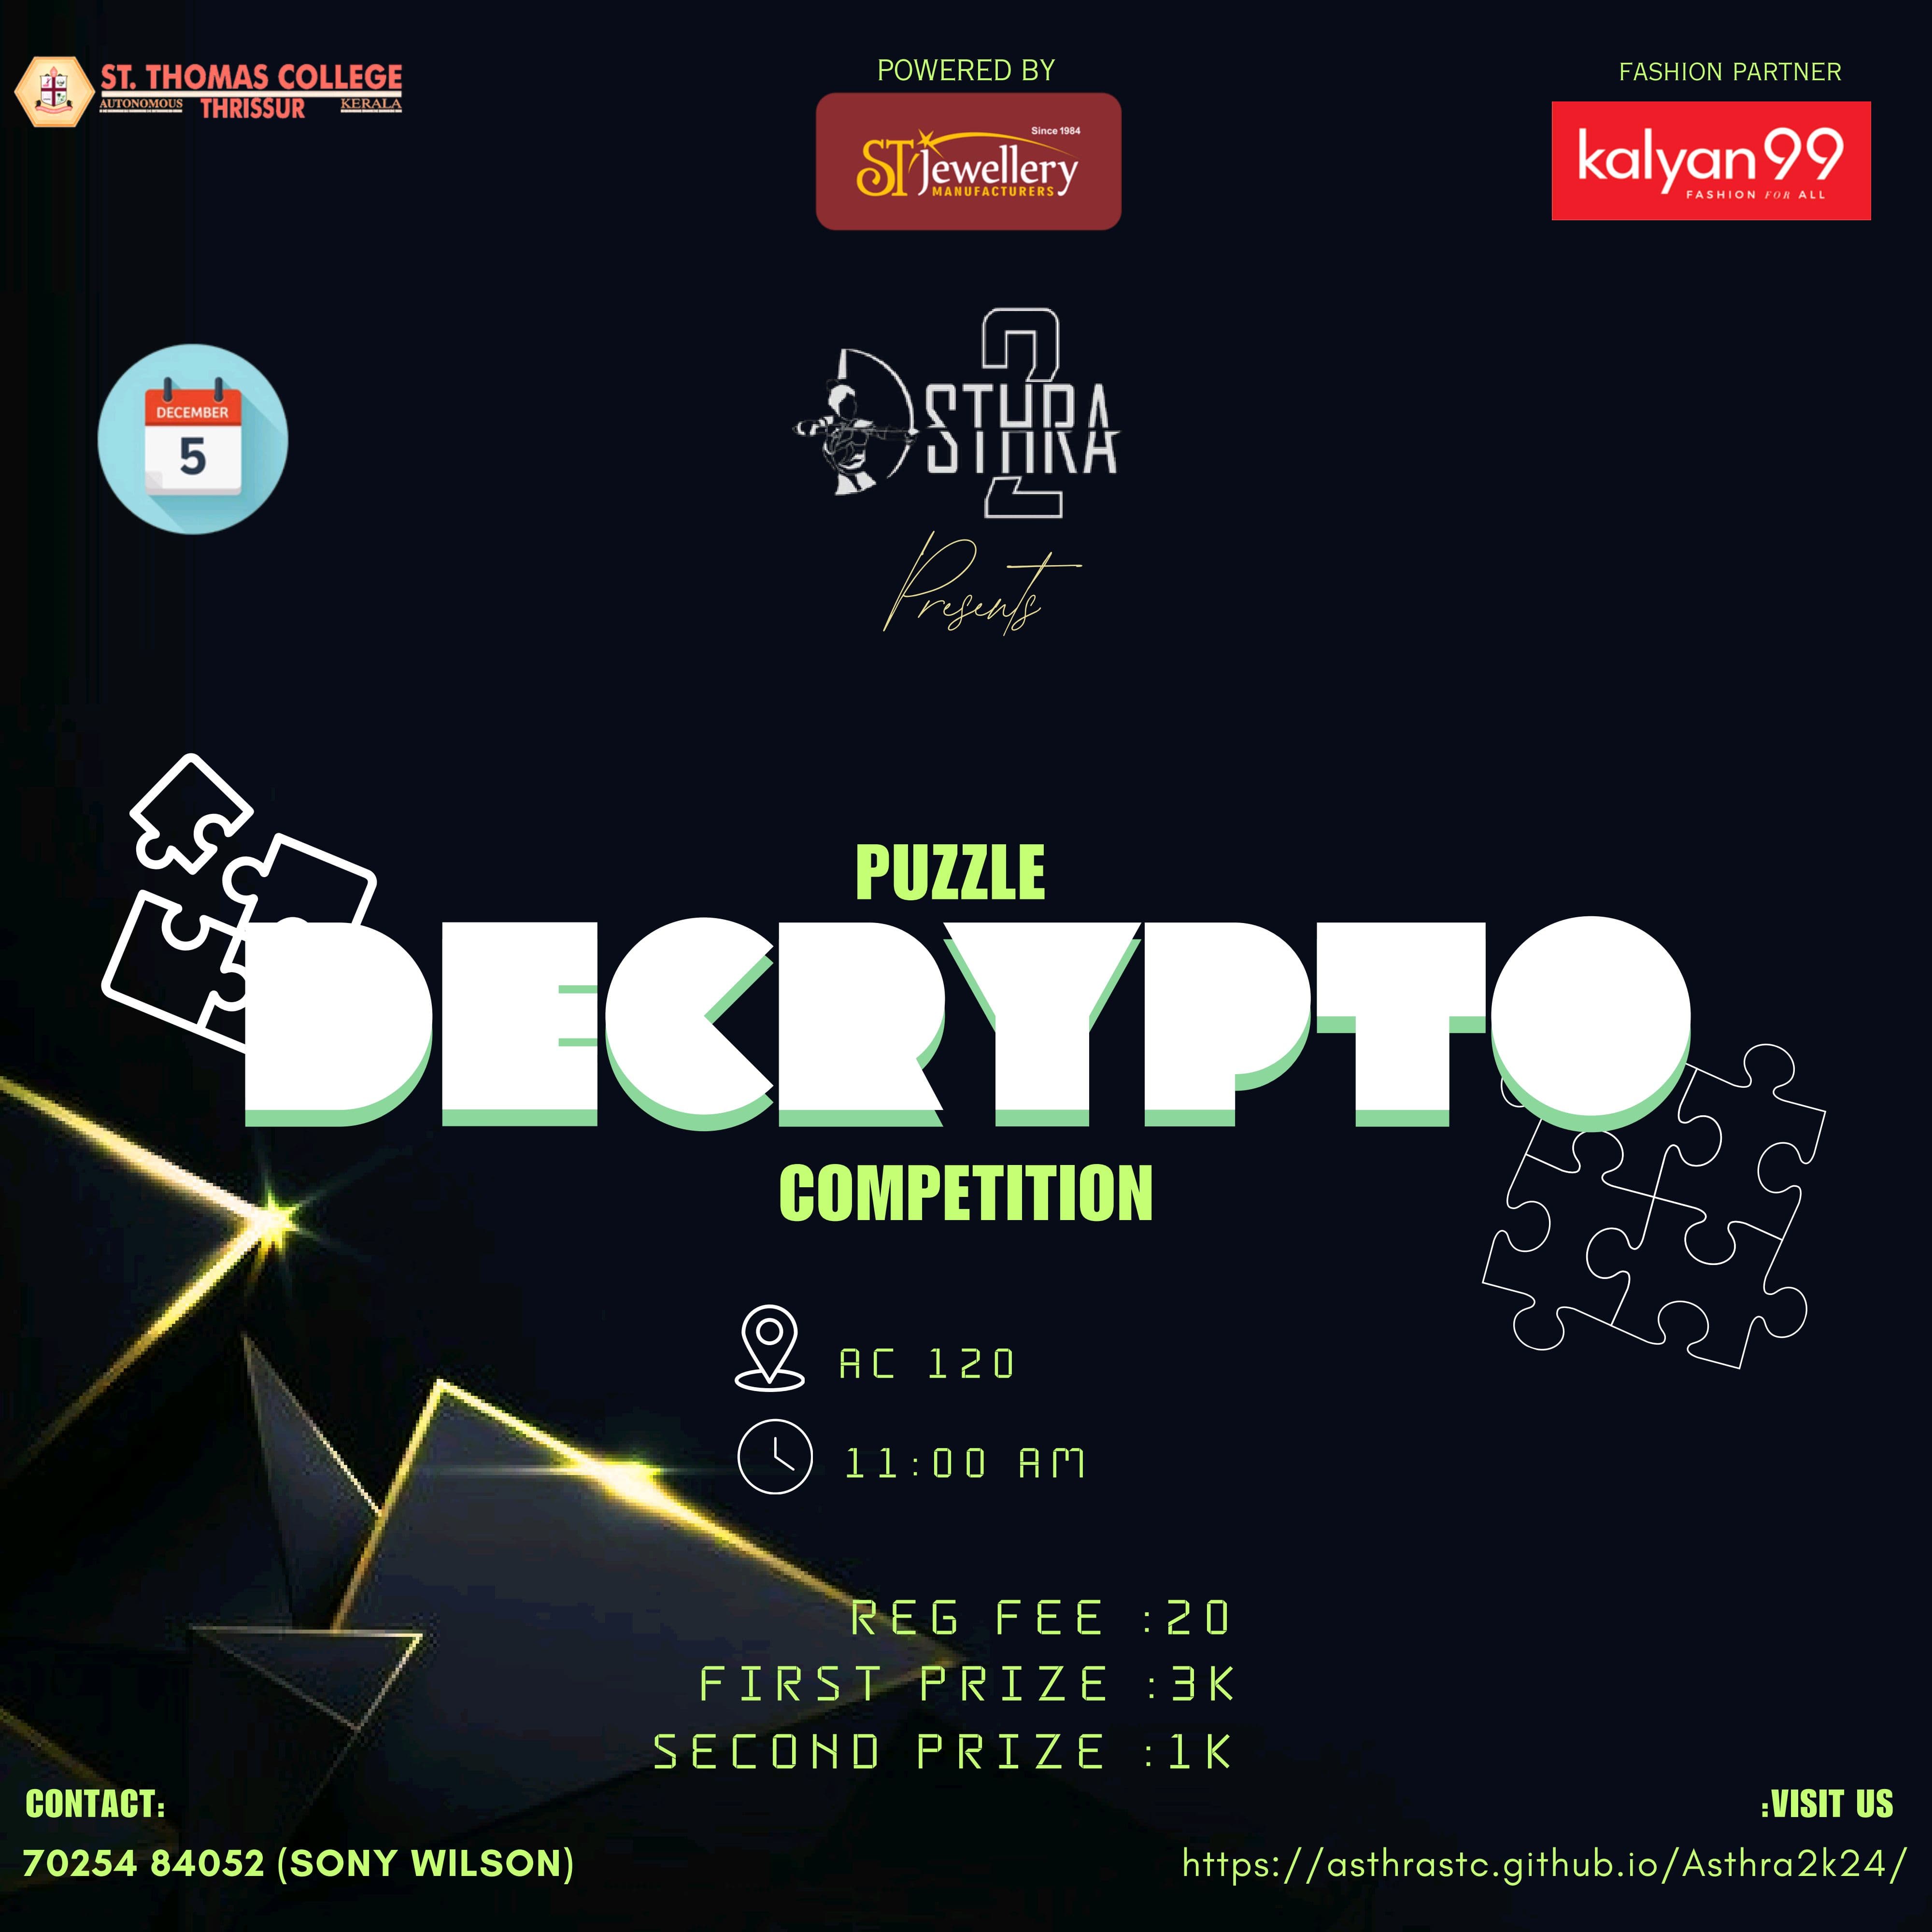 ST. THOMAS COLLEGE
AUTONOMOUS THRISSUR KERALA
POWERED BY
Since 1984
ST Jewellery
MANUFACTURERS
FASHION PARTNER
kalyan99
FASHION FOR ALL
DECEMBER
5
2
STHRA
Presents
PUZZLE
DECRYPTO
COMPETITION
AC 120
11:00 AM
REG FEE :20
FIRST PRIZE :3K
SECOND PRIZE :1K
CONTACT:
70254 84052 (SONY WILSON)
:VISIT US
https://asthrastc.github.io/Asthra2k24/